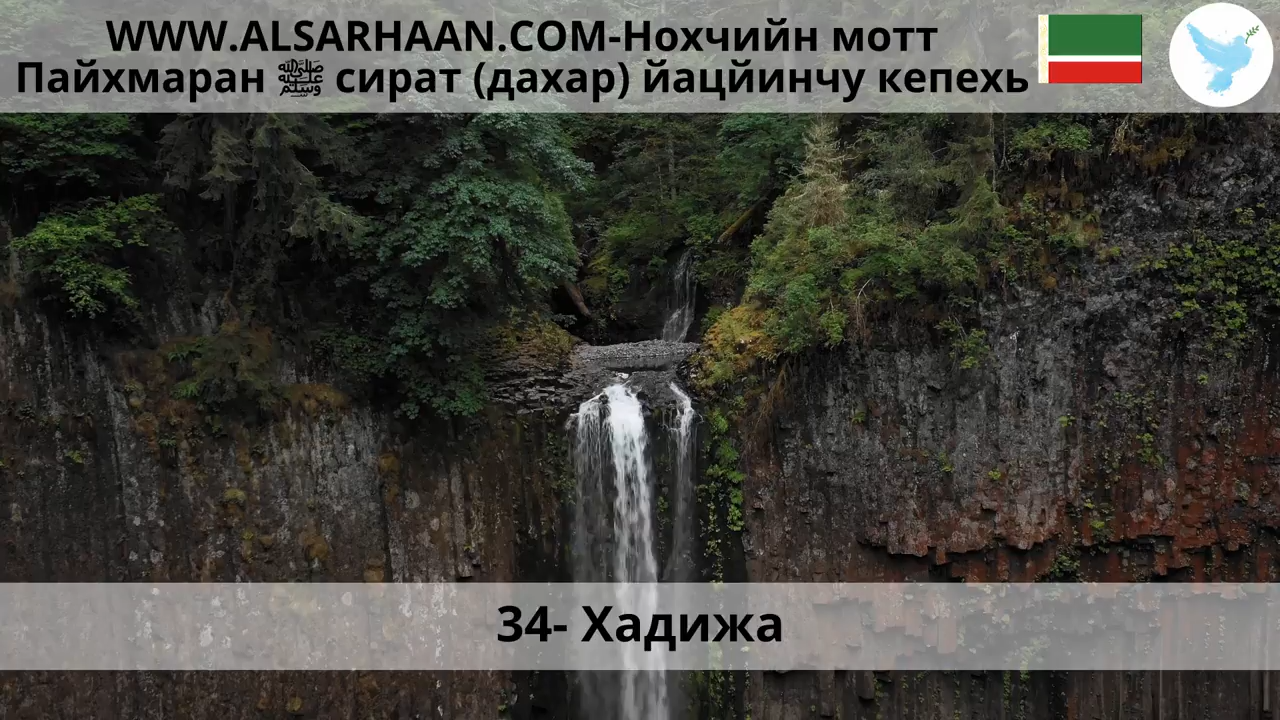 WWW.ALSARHAAN.COM-Нохчийн мотт
Пайхмаран ﷺ сират (дахар) йацйинчу кепехь
34- Хадижа